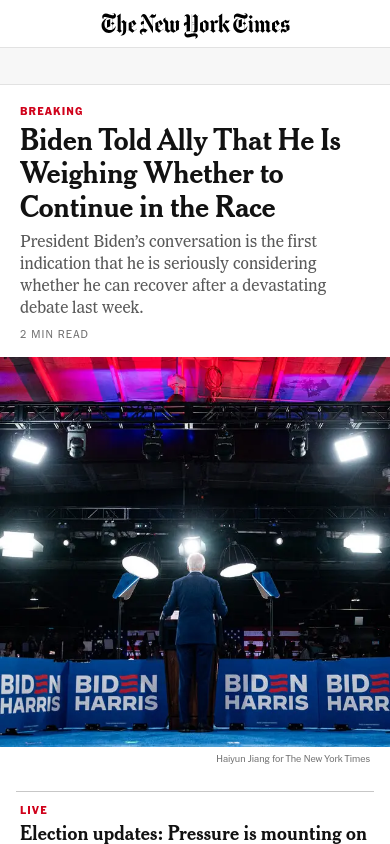 The New York Times
BREAKING
Biden Told Ally That He Is
Weighing Whether to
Continue in the Race
President Biden’s conversation is the first
indication that he is seriously considering
whether he can recover after a devastating
debate last week.
2 MIN READ
BIDEN
HARRIS
BIDEN
HARRIS
BIDEN
HARRIS
BIDEN
HARR
Haiyun Jiang for The New York Times
LIVE
Election updates: Pressure is mounting on